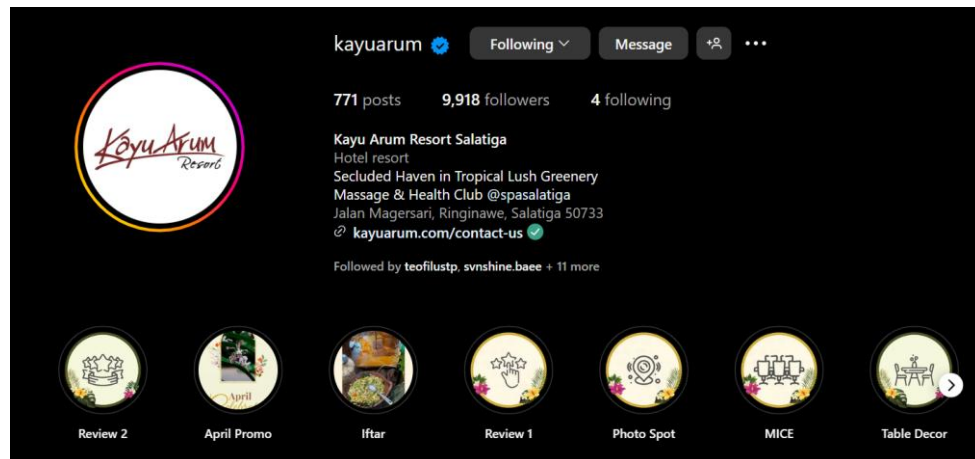 kayuarum
Following
Message
771 posts
9,918 followers
4 following
Kayu Arum
Resort
Kayu Arum Resort Salatiga
Hotel resort
Secluded Haven in Tropical Lush Greenery
Massage & Health Club @spasalatiga
Jalan Magersari, Ringinawe, Salatiga 50733
kayuarum.com/contact-us
Followed by teofilustp, svnshine.baee + 11 more
April
Review 2
April Promo
Iftar
Review 1
Photo Spot
MICE
Table Decor